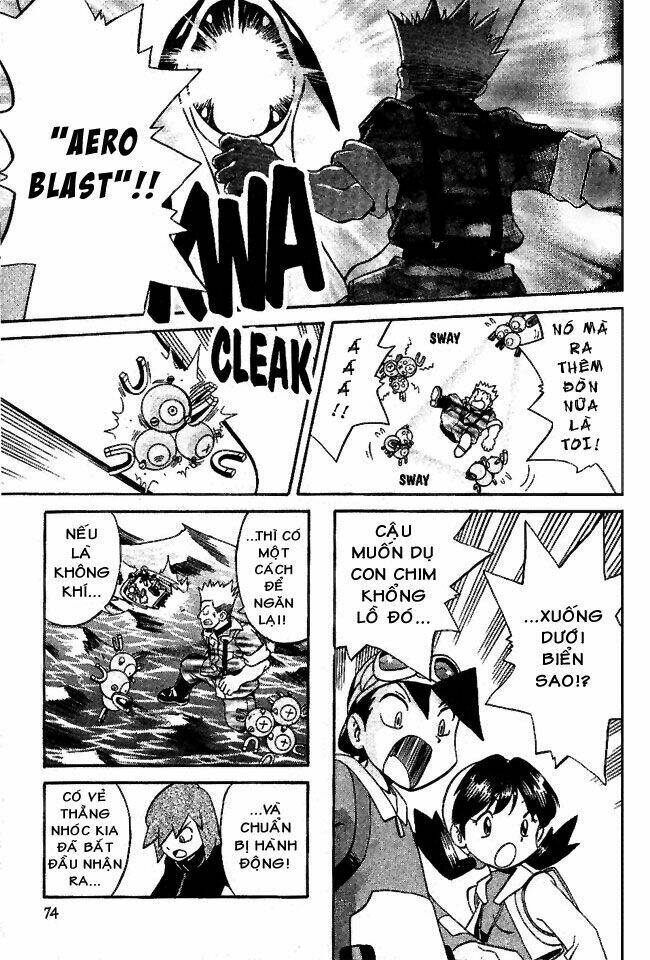 "AERO
BLAST"!!
KWA
CLEAK
NÓ MÀ
RA
THÊM
ĐÒN
NỮA
LÀ
TOI!
SWAY
Á
Á
Á
!!
SWAY
CẬU
MUỐN DỤ
CON CHIM
KHỔNG
LỒ ĐÓ...
...XUỐNG
DƯỚI
BIỂN
SAO!?
NẾU
LÀ
KHÔNG
KHÍ...
...THÌ CÓ
MỘT
CÁCH
ĐỂ
NGĂN
LẠI!
CÓ VẺ
THẰNG
NHÓC KIA
ĐÃ BẮT
ĐẦU NHẬN
RA...
...VÀ
CHUẨN
BỊ HÀNH
ĐỘNG!
74